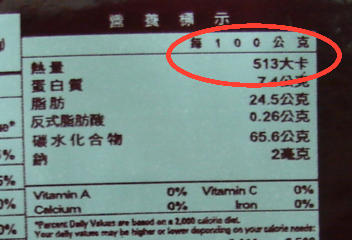 營養標示
每100公克
熱量 513大卡
蛋白質 7.4公克
脂肪 24.5公克
反式脂肪酸 0.26公克
碳水化合物 65.6公克
鈉 2毫克
Vitamin A 0% Vitamin C 0%
Calcium 0% Iron 0%
*Percent Daily Values are based on a 2,000 calorie diet.
Your daily values may be higher or lower depending on your calorie needs: